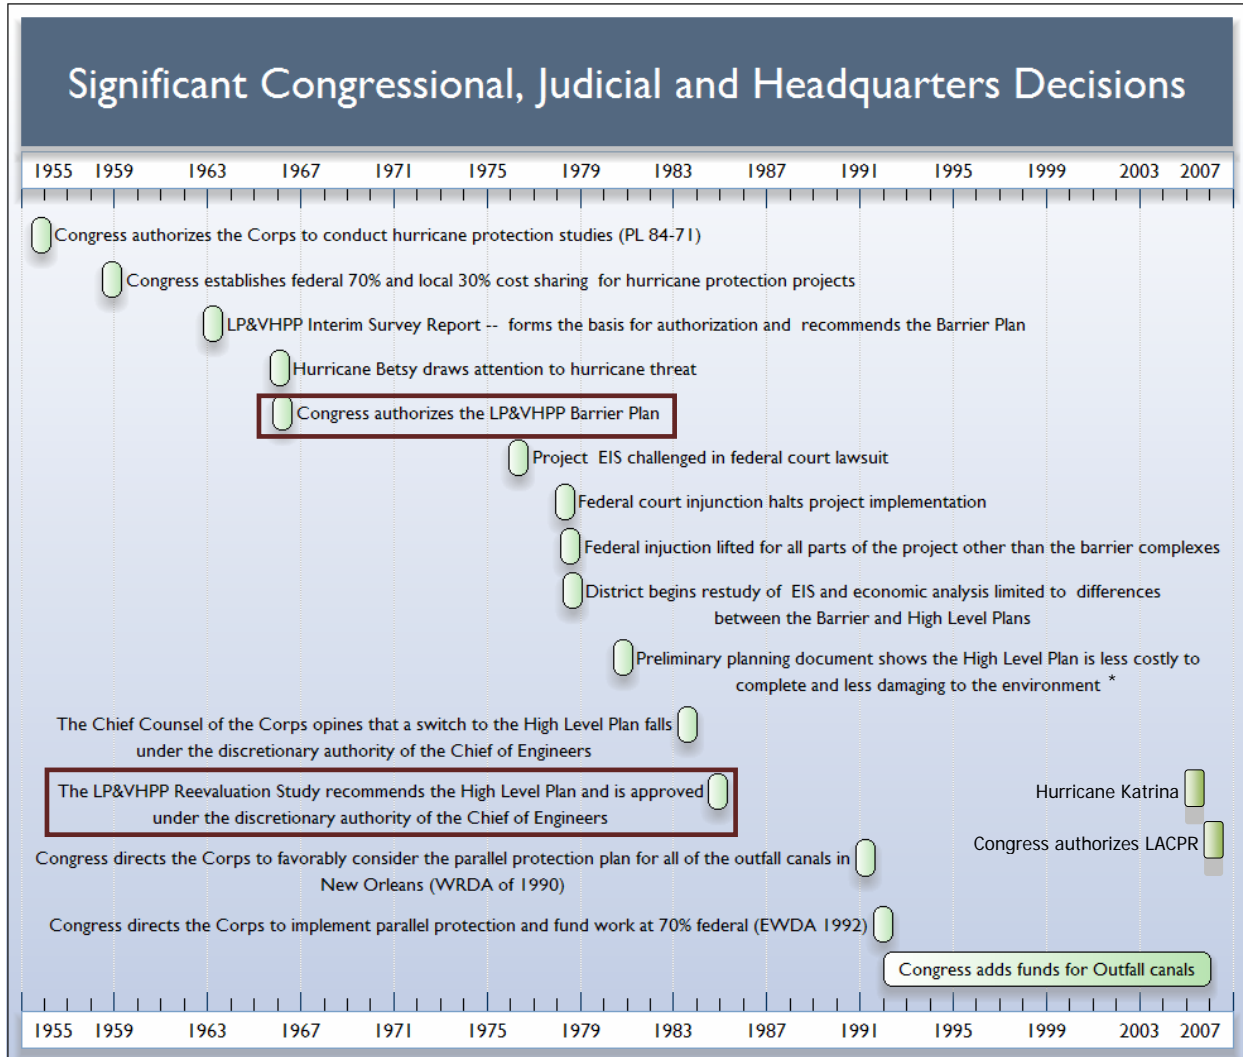 Significant Congressional, Judicial and Headquarters Decisions
1955 1959 1963 1967 1971 1975 1979 1983 1987 1991 1995 1999 2003 2007
Congress authorizes the Corps to conduct hurricane protection studies (PL 84-71)
Congress establishes federal 70% and local 30% cost sharing for hurricane protection projects
LP&VHPP Interim Survey Report -- forms the basis for authorization and recommends the Barrier Plan
Hurricane Betsy draws attention to hurricane threat
Congress authorizes the LP&VHPP Barrier Plan
Project EIS challenged in federal court lawsuit
Federal court injunction halts project implementation
Federal injuction lifted for all parts of the project other than the barrier complexes
District begins restudy of EIS and economic analysis limited to differences
between the Barrier and High Level Plans
Preliminary planning document shows the High Level Plan is less costly to
complete and less damaging to the environment *
The Chief Counsel of the Corps opines that a switch to the High Level Plan falls
under the discretionary authority of the Chief of Engineers
The LP&VHPP Reevaluation Study recommends the High Level Plan and is approved
under the discretionary authority of the Chief of Engineers
Hurricane Katrina
Congress authorizes LACPR
Congress directs the Corps to favorably consider the parallel protection plan for all of the outfall canals in
New Orleans (WRDA of 1990)
Congress directs the Corps to implement parallel protection and fund work at 70% federal (EWDA 1992)
Congress adds funds for Outfall canals
1955 1959 1963 1967 1971 1975 1979 1983 1987 1991 1995 1999 2003 2007